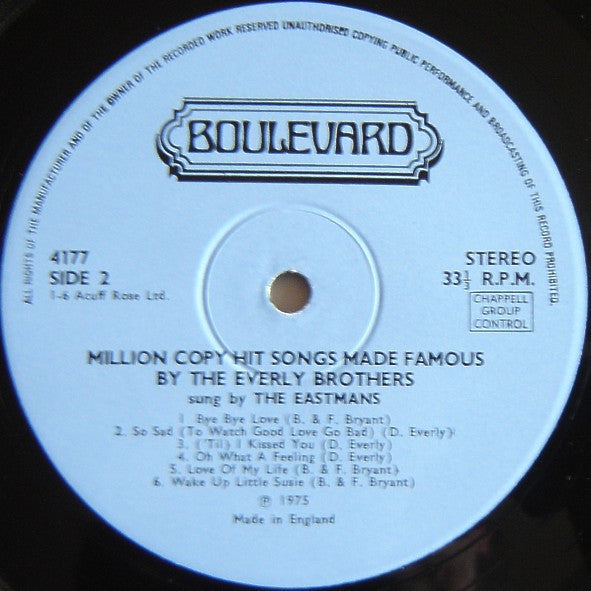 ALL RIGHTS OF THE MANUFACTURER AND OF THE OWNER OF THE RECORDED WORK RESERVED UNAUTHORISED COPYING PUBLIC PERFORMANCE AND BROADCASTING OF THIS RECORD PROHIBITED.
BOULEVARD
4177
SIDE 2
1-6 Acuff Rose Ltd.
STEREO
33⅓ R.P.M.
CHAPPELL
GROUP
CONTROL
MILLION COPY HIT SONGS MADE FAMOUS
BY THE EVERLY BROTHERS
sung by THE EASTMANS
1 Bye Bye Love (B. & F. Bryant)
2. So Sad (To Watch Good Love Go Bad) (D. Everly)
3. ('Til) I Kissed You (D. Everly)
4. Oh What A Feeling (D. Everly)
5. Love Of My Life (B. & F. Bryant)
6. Wake Up Little Susie (B. & F. Bryant)
℗ 1975
Made in England